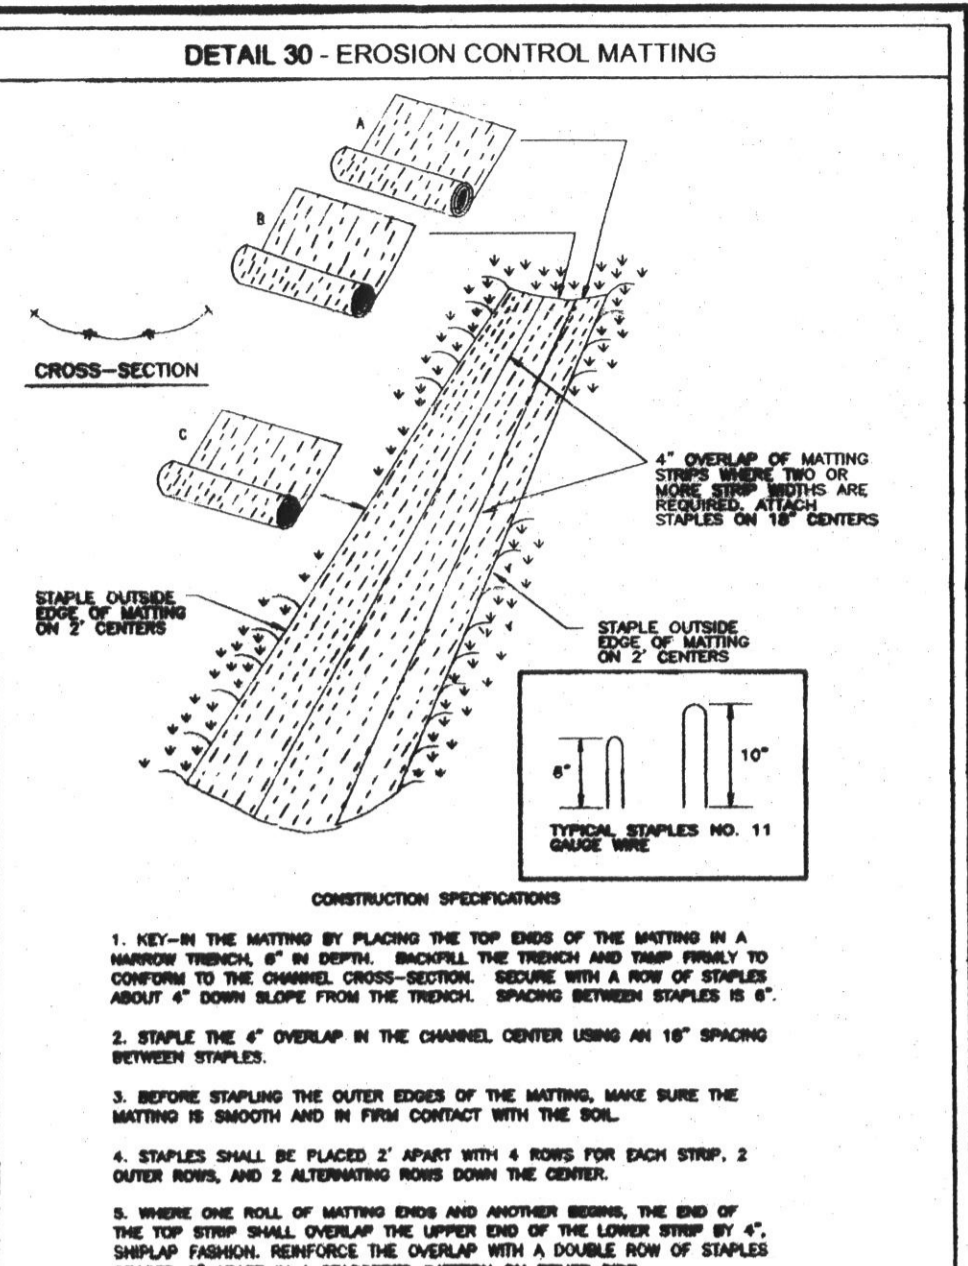 DETAIL 30 - EROSION CONTROL MATTING
A
B
CROSS-SECTION
C
4" OVERLAP OF MATTING
STRIPS WHERE TWO OR
MORE STRIP WIDTHS ARE
REQUIRED. ATTACH
STAPLES ON 18" CENTERS
STAPLE OUTSIDE
EDGE OF MATTING
ON 2' CENTERS
STAPLE OUTSIDE
EDGE OF MATTING
ON 2' CENTERS
10"
TYPICAL STAPLES NO. 11
GAUGE WIRE
CONSTRUCTION SPECIFICATIONS
1. KEY-IN THE MATTING BY PLACING THE TOP ENDS OF THE MATTING IN A
NARROW TRENCH, 6" IN DEPTH. BACKFILL THE TRENCH AND TAMP FIRMLY TO
CONFORM TO THE CHANNEL CROSS-SECTION. SECURE WITH A ROW OF STAPLES
ABOUT 4" DOWN SLOPE FROM THE TRENCH. SPACING BETWEEN STAPLES IS 6".
2. STAPLE THE 4" OVERLAP IN THE CHANNEL CENTER USING AN 18" SPACING
BETWEEN STAPLES.
3. BEFORE STAPLING THE OUTER EDGES OF THE MATTING, MAKE SURE THE
MATTING IS SMOOTH AND IN FIRM CONTACT WITH THE SOIL.
4. STAPLES SHALL BE PLACED 2' APART WITH 4 ROWS FOR EACH STRIP, 2
OUTER ROWS, AND 2 ALTERNATING ROWS DOWN THE CENTER.
5. WHERE ONE ROLL OF MATTING ENDS AND ANOTHER BEGINS, THE END OF
THE TOP STRIP SHALL OVERLAP THE UPPER END OF THE LOWER STRIP BY 4",
SHIPLAP FASHION. REINFORCE THE OVERLAP WITH A DOUBLE ROW OF STAPLES